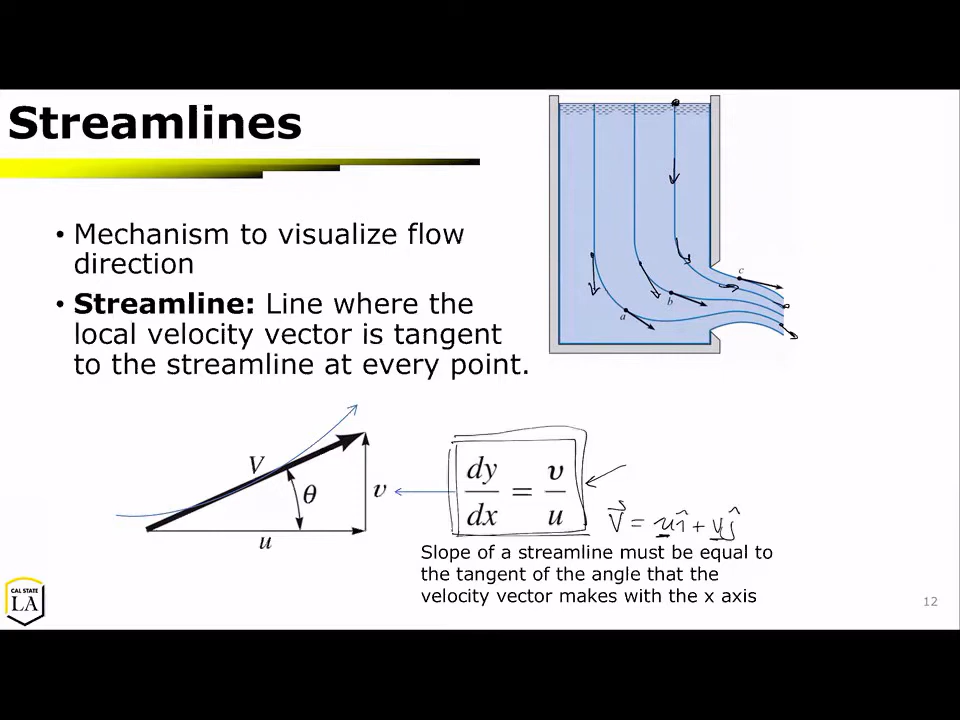 Streamlines
• Mechanism to visualize flow
direction
• Streamline: Line where the
local velocity vector is tangent
to the streamline at every point.
c
b
a
V
θ
v
u
dy/dx = v/u
V⃗ = uî + vĵ
Slope of a streamline must be equal to
the tangent of the angle that the
velocity vector makes with the x axis
CAL STATE
LA
12